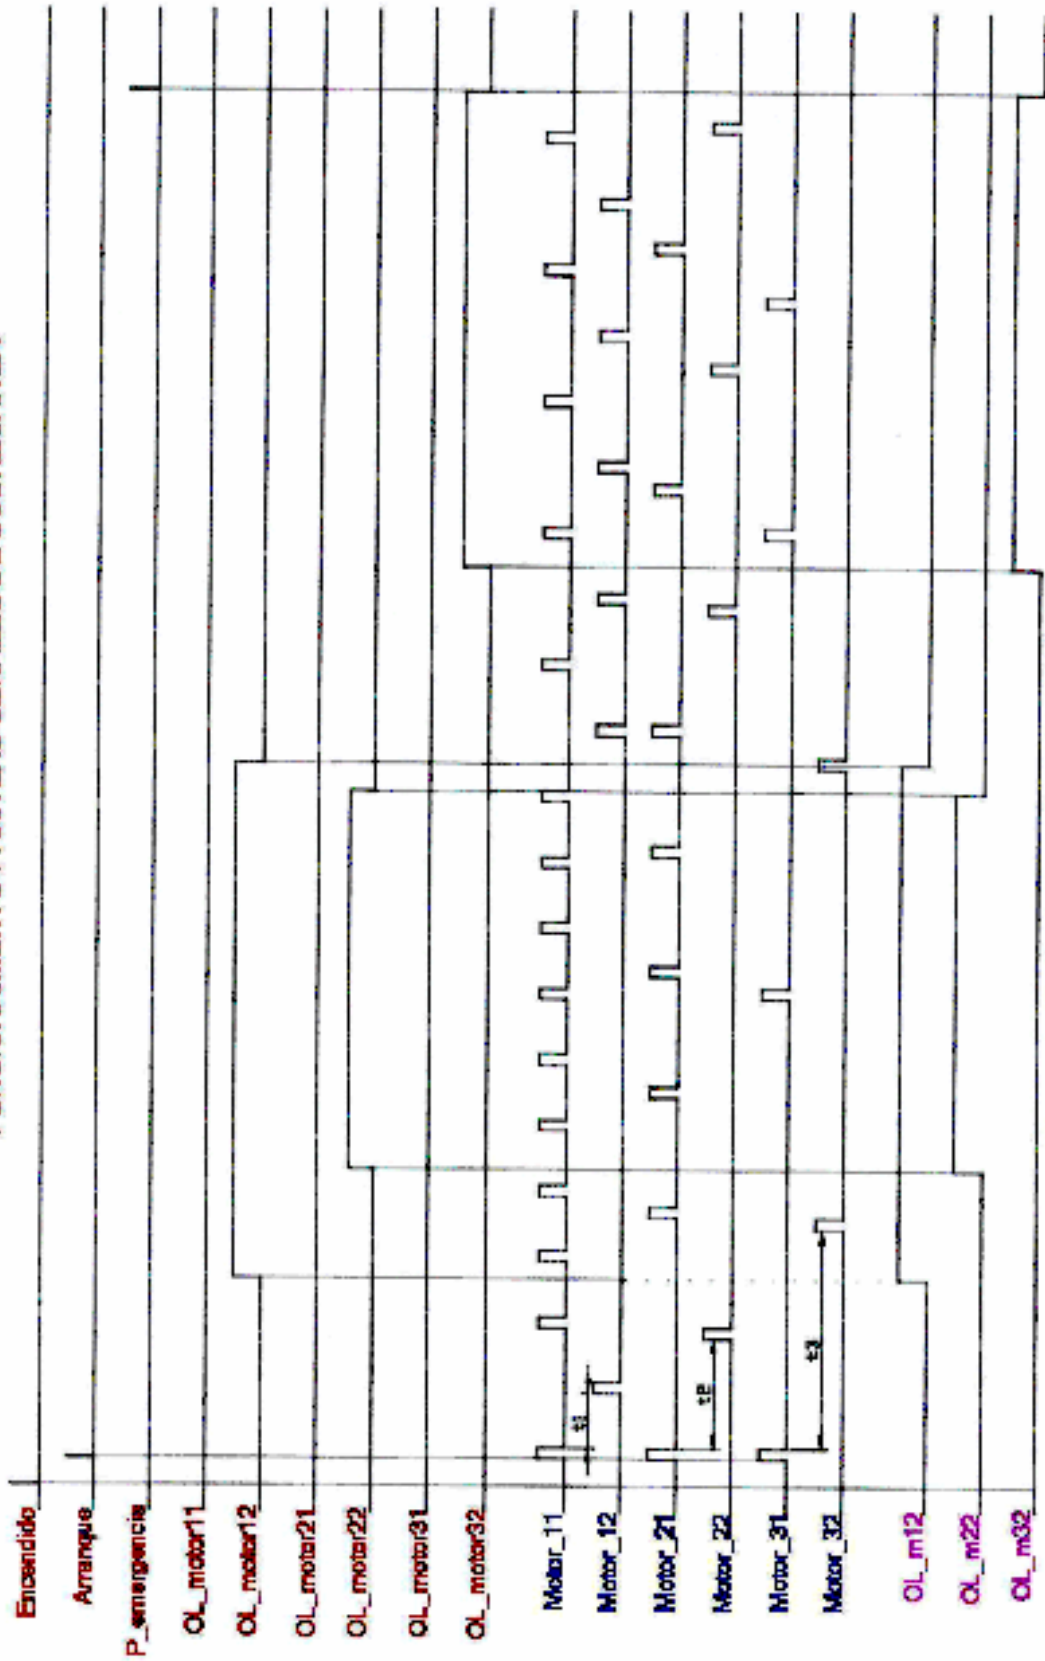 Encendido
Arranque
P_emergencia
OL_motor11
OL_motor12
OL_motor21
OL_motor22
OL_motor31
OL_motor32
Motor_11
Motor_12
Motor_21
Motor_22
Motor_31
Motor_32
OL_m12
OL_m22
OL_m32
t1
t2
t3